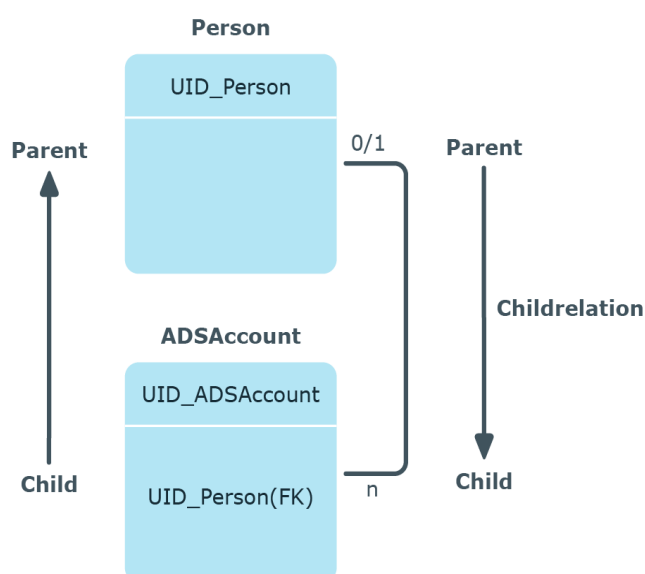 Person
UID_Person
0/1
Parent
Parent
Childrelation
ADSAccount
UID_ADSAccount
Child
Child
UID_Person(FK)
n